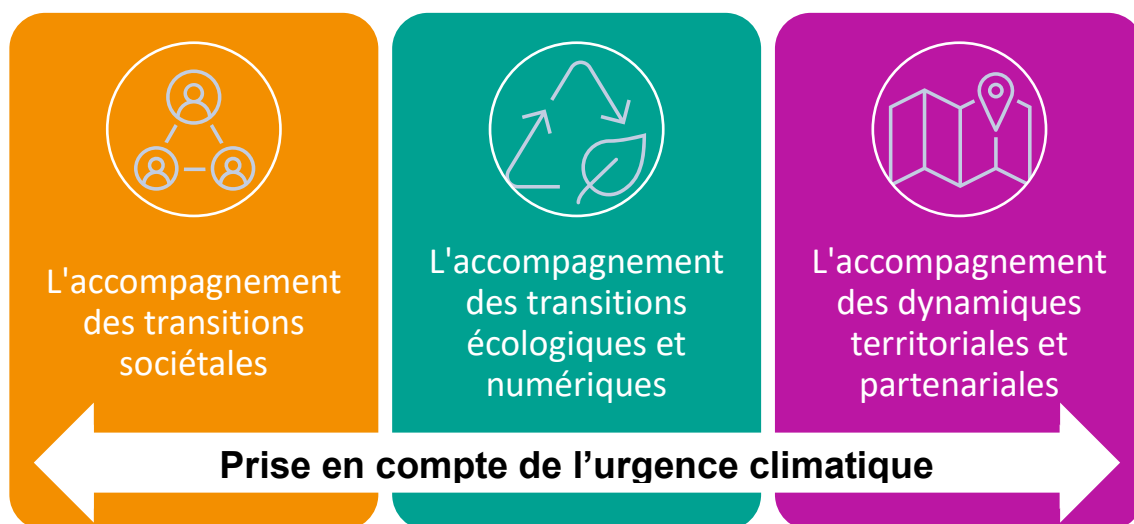 L'accompagnement
des transitions
sociétales
L'accompagnement
des transitions
écologiques et
numériques
L'accompagnement
des dynamiques
territoriales et
partenariales
Prise en compte de l’urgence climatique